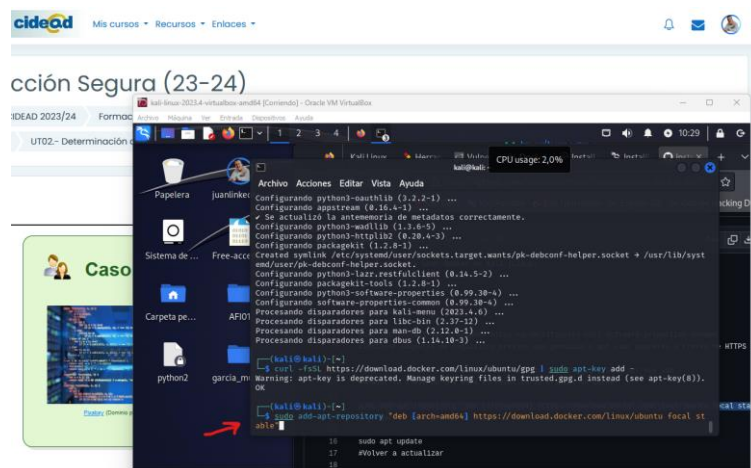 cidead Mis cursos Recursos Enlaces
cción Segura (23-24)
kali-linux-2023.4-virtualbox-amd64 [Corriendo] - Oracle VM VirtualBox
Archivo Máquina Ver Entrada Dispositivos Ayuda
CIDEAD 2023/24 Formac
1 2 3 4 10:29
UT02.- Determinación
CPU usage: 2,0%
kali@kali:
Archivo Acciones Editar Vista Ayuda
Papelera juanlinkec
Sistema de ... Free-acce
Carpeta pe... AFI01
python2 garcia_m
Caso
Configurando python3-oauthlib (3.2.2-1) ...
Configurando appstream (0.16.4-1) ...
✔ Se actualizó la antememoria de metadatos correctamente.
Configurando python3-wadllib (1.3.6-5) ...
Configurando python3-httplib2 (0.20.4-3) ...
Configurando packagekit (1.2.8-1) ...
Created symlink /etc/systemd/user/sockets.target.wants/pk-debconf-helper.socket → /usr/lib/syst
emd/user/pk-debconf-helper.socket.
Configurando python3-lazr.restfulclient (0.14.5-2) ...
Configurando packagekit-tools (1.2.8-1) ...
Configurando python3-software-properties (0.99.30-4) ...
Configurando software-properties-common (0.99.30-4) ...
Procesando disparadores para kali-menu (2023.4.6) ...
Procesando disparadores para libc-bin (2.37-12) ...
Procesando disparadores para man-db (2.12.0-1) ...
Procesando disparadores para dbus (1.14.10-3) ...
┌──(kali㉿kali)-[~]
└─$ curl -fsSL https://download.docker.com/linux/ubuntu/gpg | sudo apt-key add -
Warning: apt-key is deprecated. Manage keyring files in trusted.gpg.d instead (see apt-key(8)).
OK
┌──(kali㉿kali)-[~]
└─$ sudo add-apt-repository "deb [arch=amd64] https://download.docker.com/linux/ubuntu focal st
able"
cking D
HTTPS
cal sta
16 sudo apt update
17 #Volver a actualizar
18